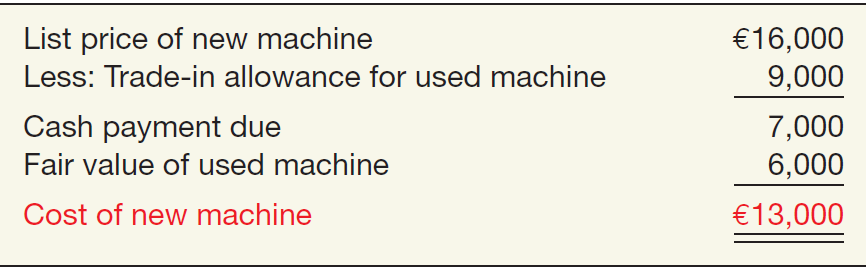 List price of new machine €16,000
Less: Trade-in allowance for used machine 9,000
Cash payment due 7,000
Fair value of used machine 6,000
Cost of new machine €13,000